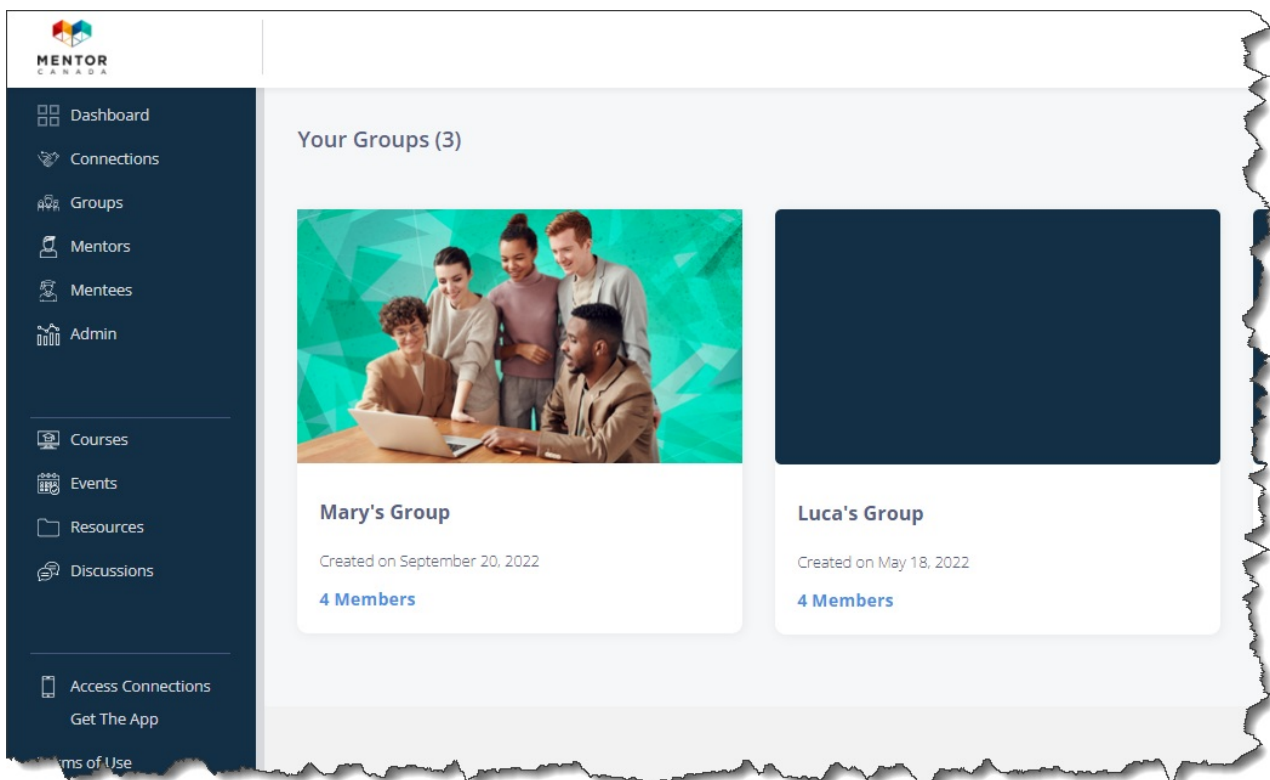 MENTOR
CANADA
Dashboard
Connections
Groups
Mentors
Mentees
Admin
Courses
Events
Resources
Discussions
Access Connections
Get The App
of Use
Your Groups (3)
Mary's Group
Created on September 20, 2022
4 Members
Luca's Group
Created on May 18, 2022
4 Members